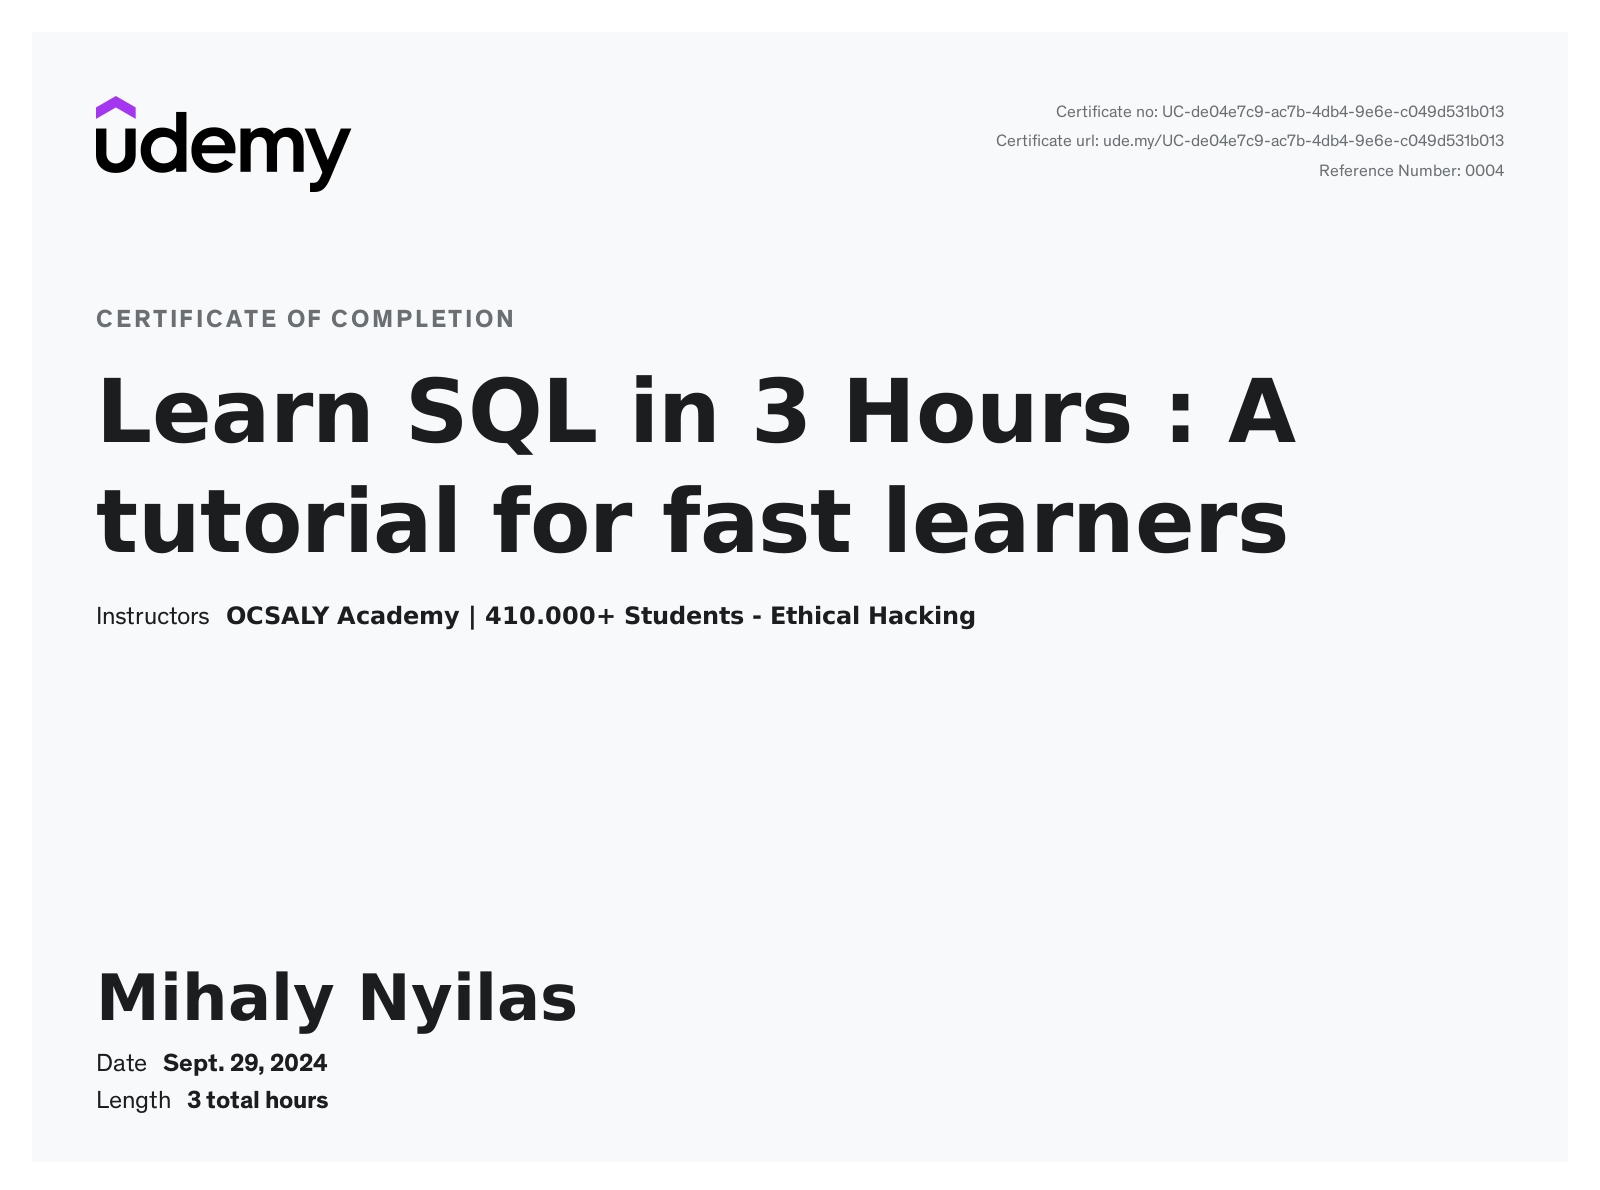 udemy
Certificate no: UC-de04e7c9-ac7b-4db4-9e6e-c049d531b013
Certificate url: ude.my/UC-de04e7c9-ac7b-4db4-9e6e-c049d531b013
Reference Number: 0004
CERTIFICATE OF COMPLETION
Learn SQL in 3 Hours : A
tutorial for fast learners
Instructors OCSALY Academy | 410.000+ Students - Ethical Hacking
Mihaly Nyilas
Date Sept. 29, 2024
Length 3 total hours